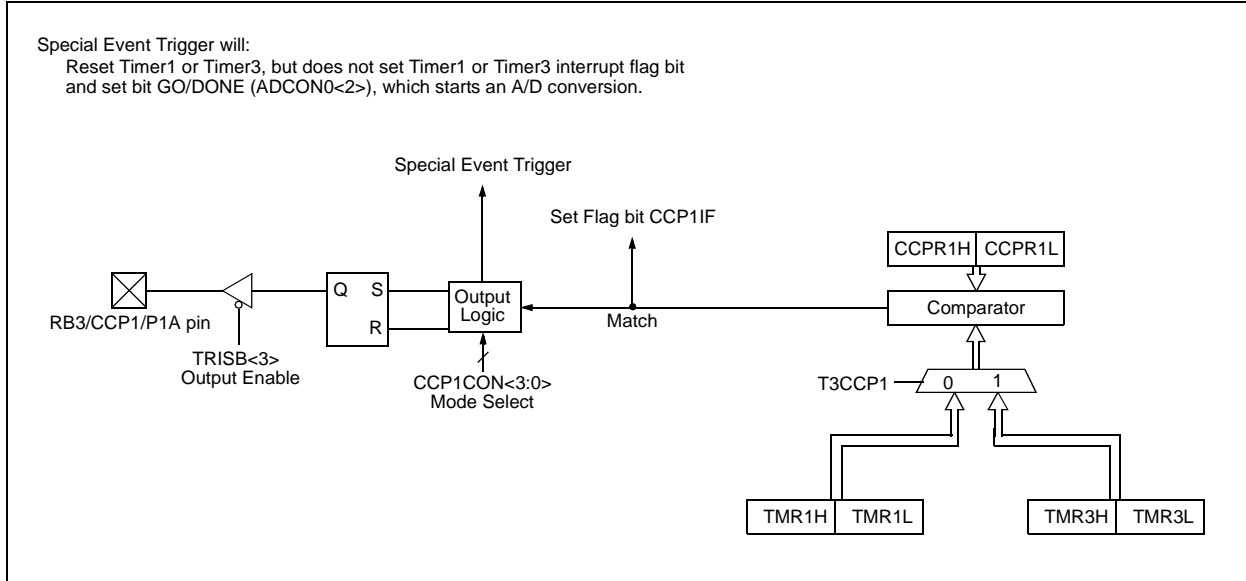 Special Event Trigger will:
Reset Timer1 or Timer3, but does not set Timer1 or Timer3 interrupt flag bit
and set bit GO/DONE (ADCON0<2>), which starts an A/D conversion.
Special Event Trigger
Set Flag bit CCP1IF
CCPR1H CCPR1L
Q S
R
Output
Logic
Comparator
RB3/CCP1/P1A pin
Match
TRISB<3>
Output Enable
CCP1CON<3:0>
Mode Select
T3CCP1
0 1
TMR1H TMR1L
TMR3H TMR3L